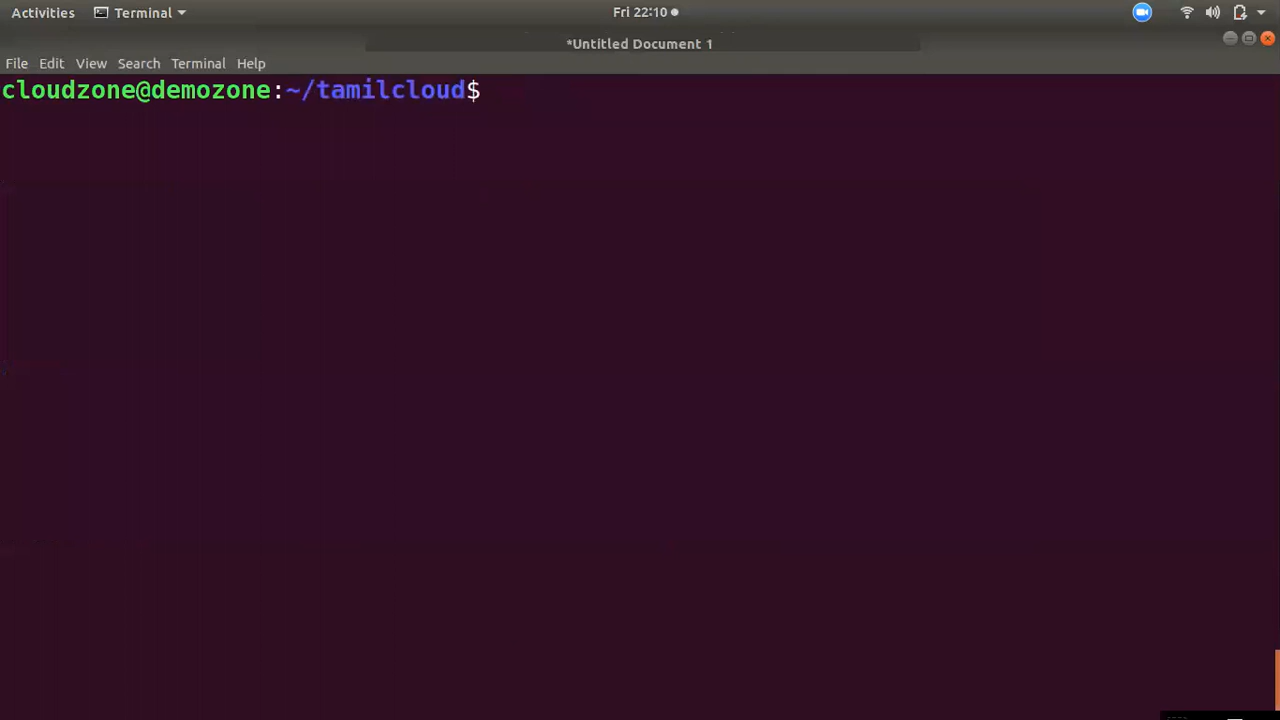 Activities Terminal Fri 22:10
*Untitled Document 1
File Edit View Search Terminal Help
cloudzone@demozone:~/tamilcloud$